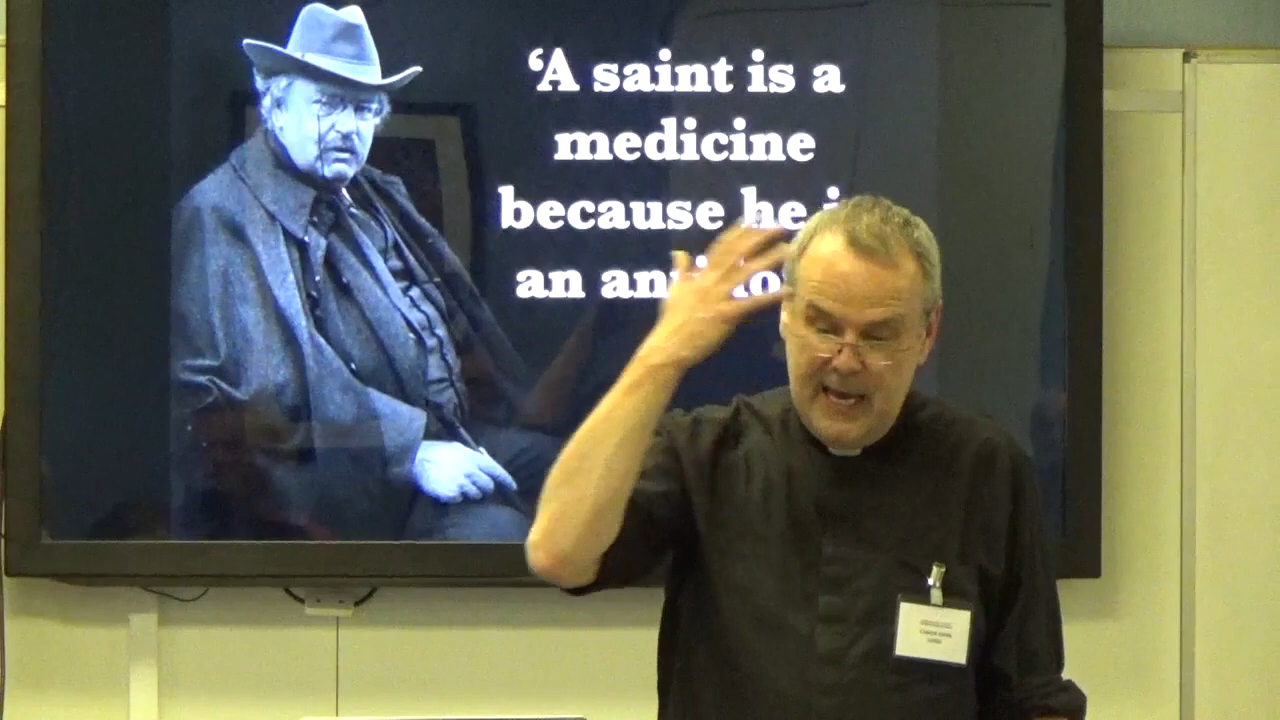 ‘A saint is a
medicine
because he
an